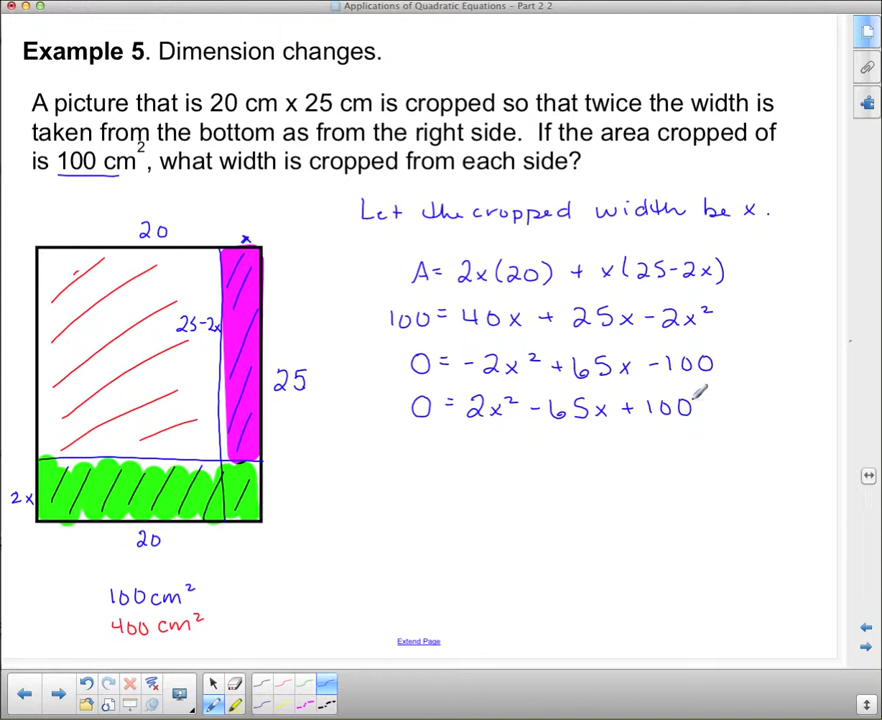 Applications of Quadratic Equations - Part 2 2
Example 5. Dimension changes.
A picture that is 20 cm x 25 cm is cropped so that twice the width is
taken from the bottom as from the right side. If the area cropped of
is 100 cm², what width is cropped from each side?
Let the cropped width be x.
20
x
A = 2x(20) + x(25-2x)
100 = 40x + 25x - 2x²
25-2x
0 = -2x² + 65x - 100
25
0 = 2x² - 65x + 100
2x
20
100 cm²
400 cm²
Extend Page